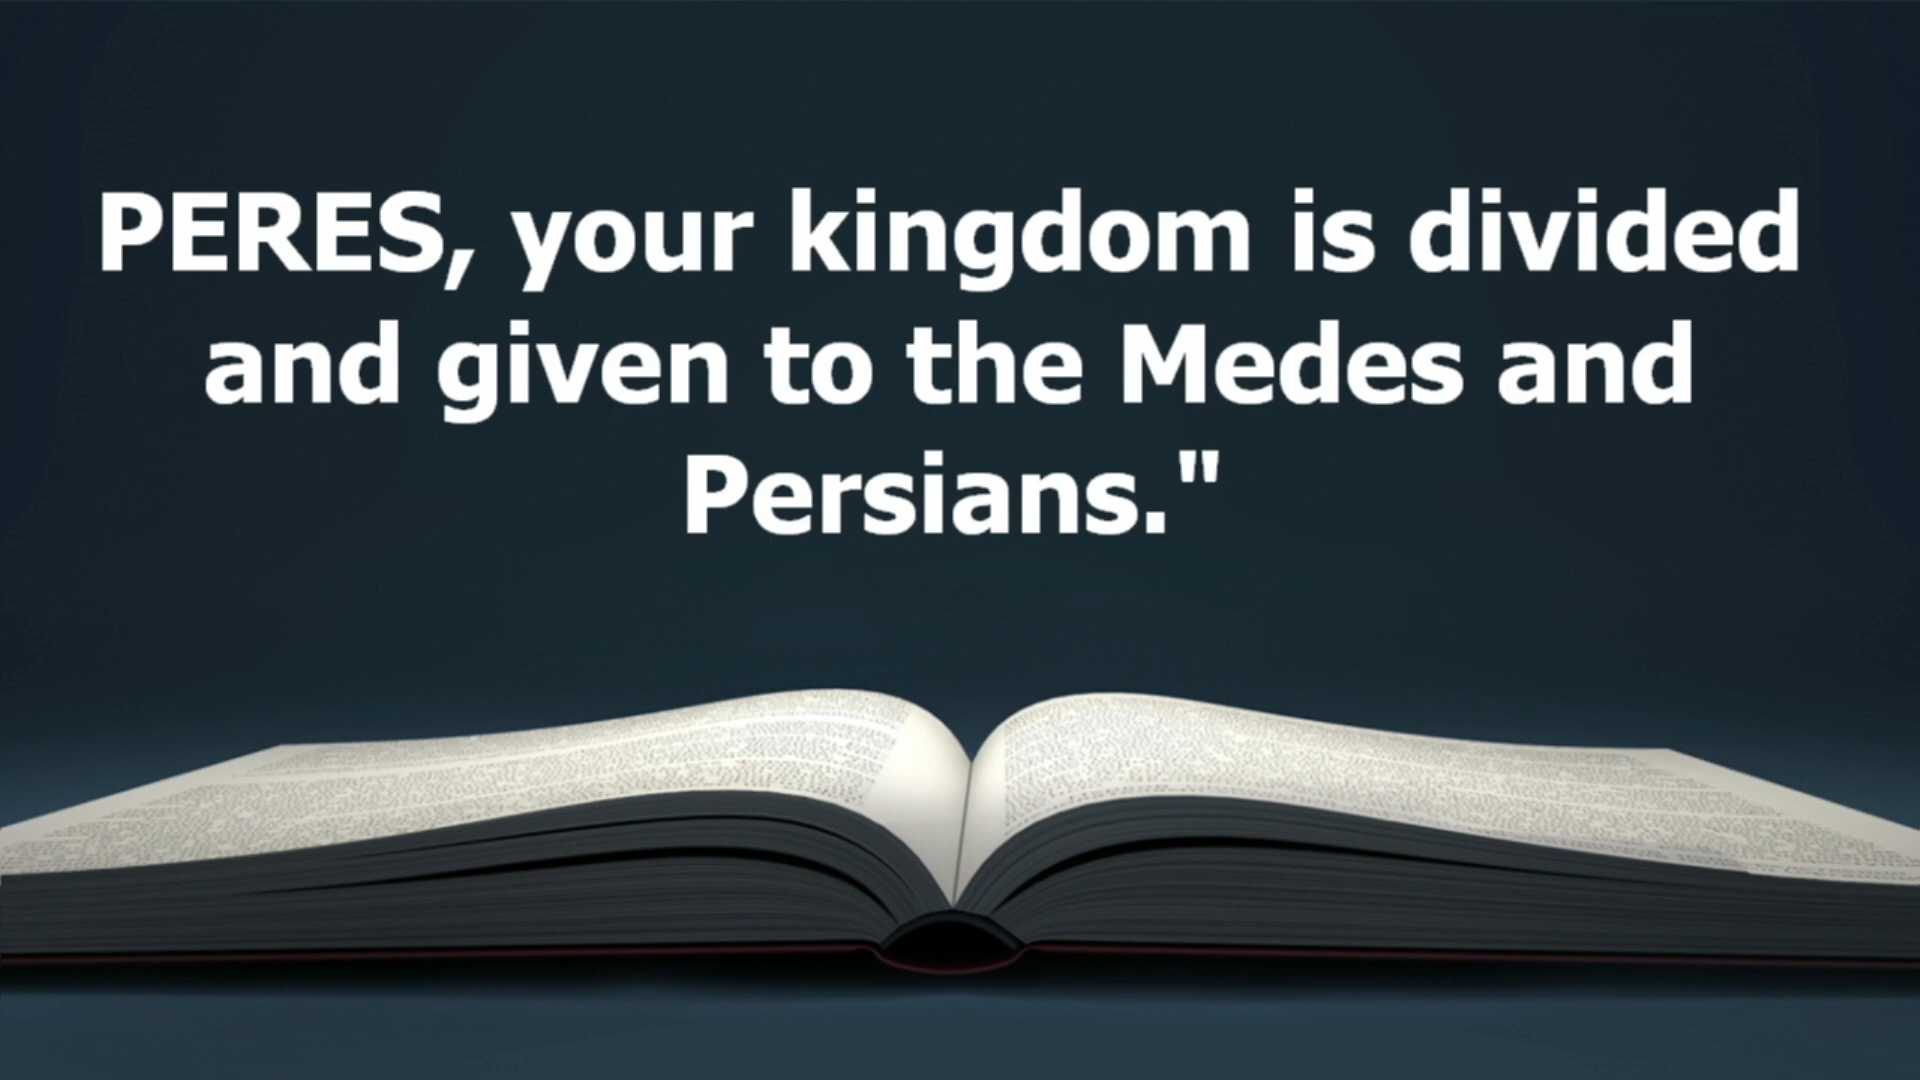 PERES, your kingdom is divided
and given to the Medes and
Persians."